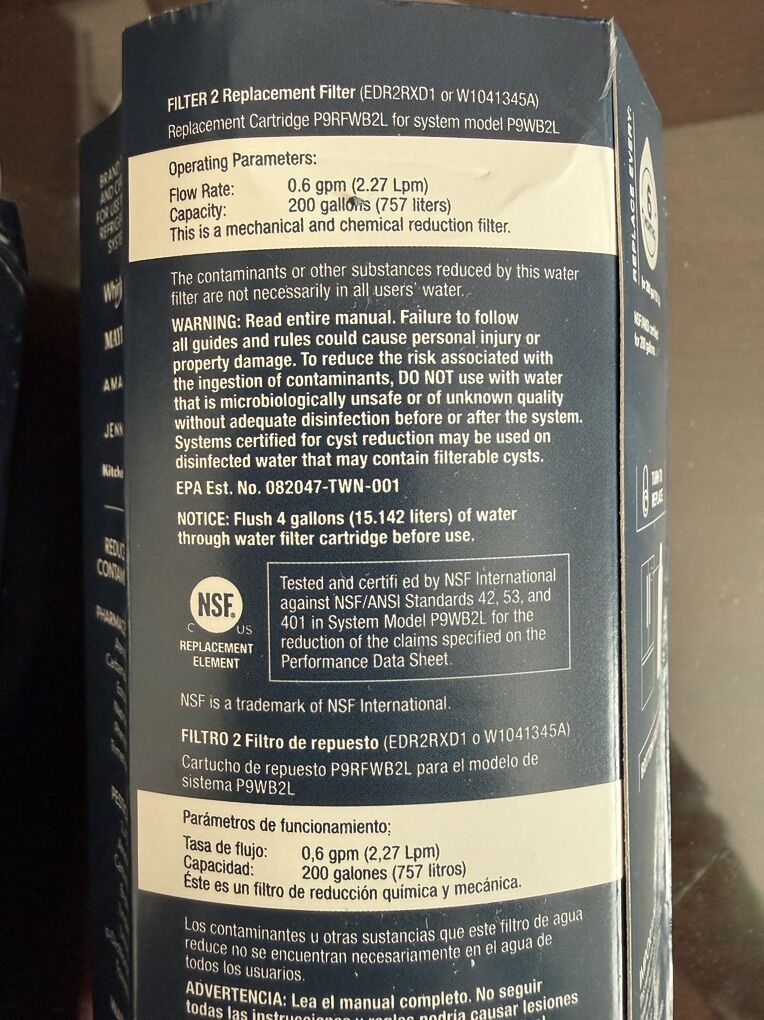 FILTER 2 Replacement Filter (EDR2RXD1 or W1041345A)
Replacement Cartridge P9RFWB2L for system model P9WB2L
Operating Parameters:
Flow Rate: 0.6 gpm (2.27 Lpm)
Capacity: 200 gallons (757 liters)
This is a mechanical and chemical reduction filter.
The contaminants or other substances reduced by this water
filter are not necessarily in all users' water.
WARNING: Read entire manual. Failure to follow
all guides and rules could cause personal injury or
property damage. To reduce the risk associated with
the ingestion of contaminants, DO NOT use with water
that is microbiologically unsafe or of unknown quality
without adequate disinfection before or after the system.
Systems certified for cyst reduction may be used on
disinfected water that may contain filterable cysts.
EPA Est. No. 082047-TWN-001
NOTICE: Flush 4 gallons (15.142 liters) of water
through water filter cartridge before use.
NSF.
C US
REPLACEMENT
ELEMENT
Tested and certifi ed by NSF International
against NSF/ANSI Standards 42, 53, and
401 in System Model P9WB2L for the
reduction of the claims specified on the
Performance Data Sheet.
NSF is a trademark of NSF International.
FILTRO 2 Filtro de repuesto (EDR2RXD1 o W1041345A)
Cartucho de repuesto P9RFWB2L para el modelo de
sistema P9WB2L
Parámetros de funcionamiento:
Tasa de flujo: 0,6 gpm (2,27 Lpm)
Capacidad: 200 galones (757 litros)
Éste es un filtro de reducción química y mecánica.
Los contaminantes u otras sustancias que este filtro de agua
reduce no se encuentran necesariamente en el agua de
todos los usuarios.
ADVERTENCIA: Lea el manual completo. No seguir
todas las instrucciones y reglas podría causar lesiones
REPLACE EVERY:
6
TURN TO
REPLACE